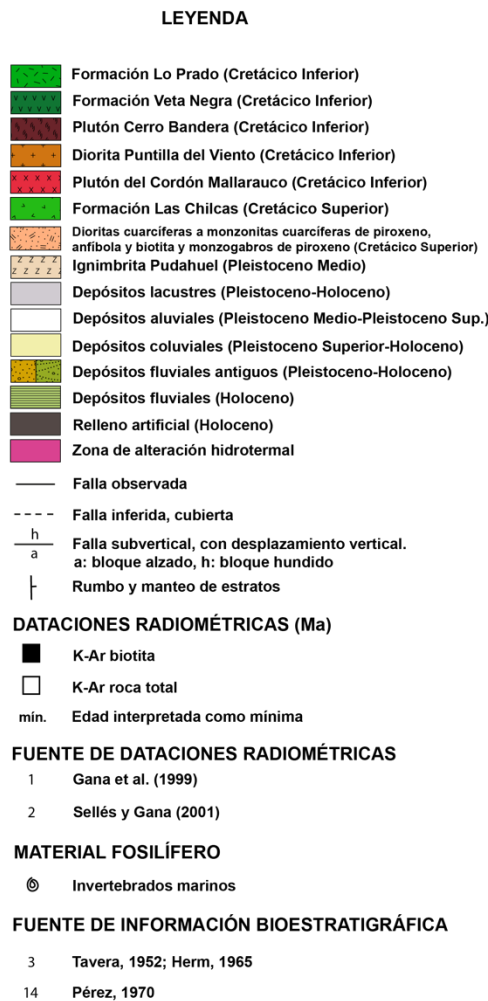 LEYENDA
Formación Lo Prado (Cretácico Inferior)
Formación Veta Negra (Cretácico Inferior)
Plutón Cerro Bandera (Cretácico Inferior)
Diorita Puntilla del Viento (Cretácico Inferior)
Plutón del Cordón Mallarauco (Cretácico Inferior)
Formación Las Chilcas (Cretácico Superior)
Dioritas cuarcíferas a monzonitas cuarcíferas de piroxeno,
anfíbola y biotita y monzogabros de piroxeno (Cretácico Superior)
Ignimbrita Pudahuel (Pleistoceno Medio)
Depósitos lacustres (Pleistoceno-Holoceno)
Depósitos aluviales (Pleistoceno Medio-Pleistoceno Sup.)
Depósitos coluviales (Pleistoceno Superior-Holoceno)
Depósitos fluviales antiguos (Pleistoceno-Holoceno)
Depósitos fluviales (Holoceno)
Relleno artificial (Holoceno)
Zona de alteración hidrotermal
Falla observada
Falla inferida, cubierta
h
a
Falla subvertical, con desplazamiento vertical.
a: bloque alzado, h: bloque hundido
Rumbo y manteo de estratos
DATACIONES RADIOMÉTRICAS (Ma)
K-Ar biotita
K-Ar roca total
mín. Edad interpretada como mínima
FUENTE DE DATACIONES RADIOMÉTRICAS
1 Gana et al. (1999)
2 Sellés y Gana (2001)
MATERIAL FOSILÍFERO
Invertebrados marinos
FUENTE DE INFORMACIÓN BIOESTRATIGRÁFICA
3 Tavera, 1952; Herm, 1965
14 Pérez, 1970